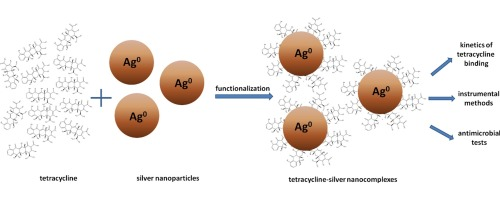 Ag0
Ag0
Ag0
functionalization
Ag0
Ag0
Ag0
kinetics of
tetracycline
binding
instrumental
methods
antimicrobial
tests
tetracycline
silver nanoparticles
tetracycline-silver nanocomplexes